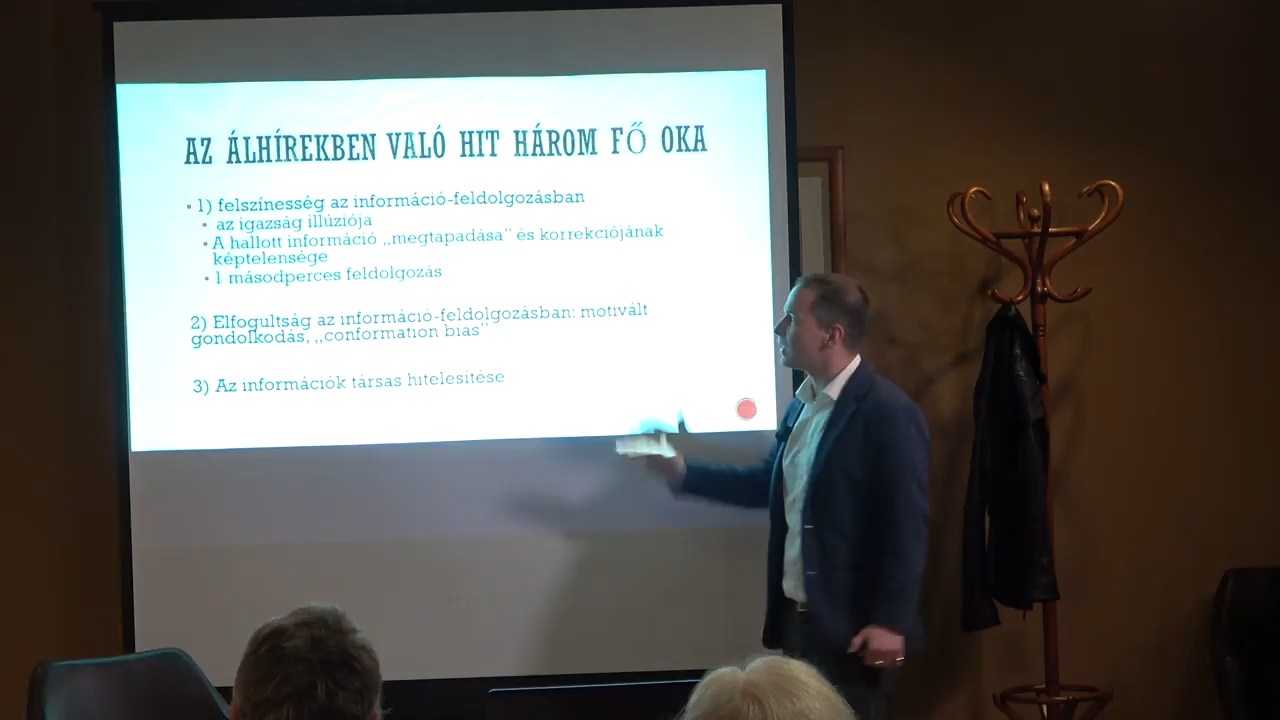 AZ ÁLHÍREKBEN VALÓ HIT HÁROM FŐ OKA
1) felszínesség az információ-feldolgozásban
az igazság illúziója
A hallott információ ,,megtapadása" és korrekciójának
képtelensége
1 másodperces feldolgozás
2) Elfogultság az információ-feldolgozásban: motivált
gondolkodás, ,,conformation bias"
3) Az információk társas hitelesítése